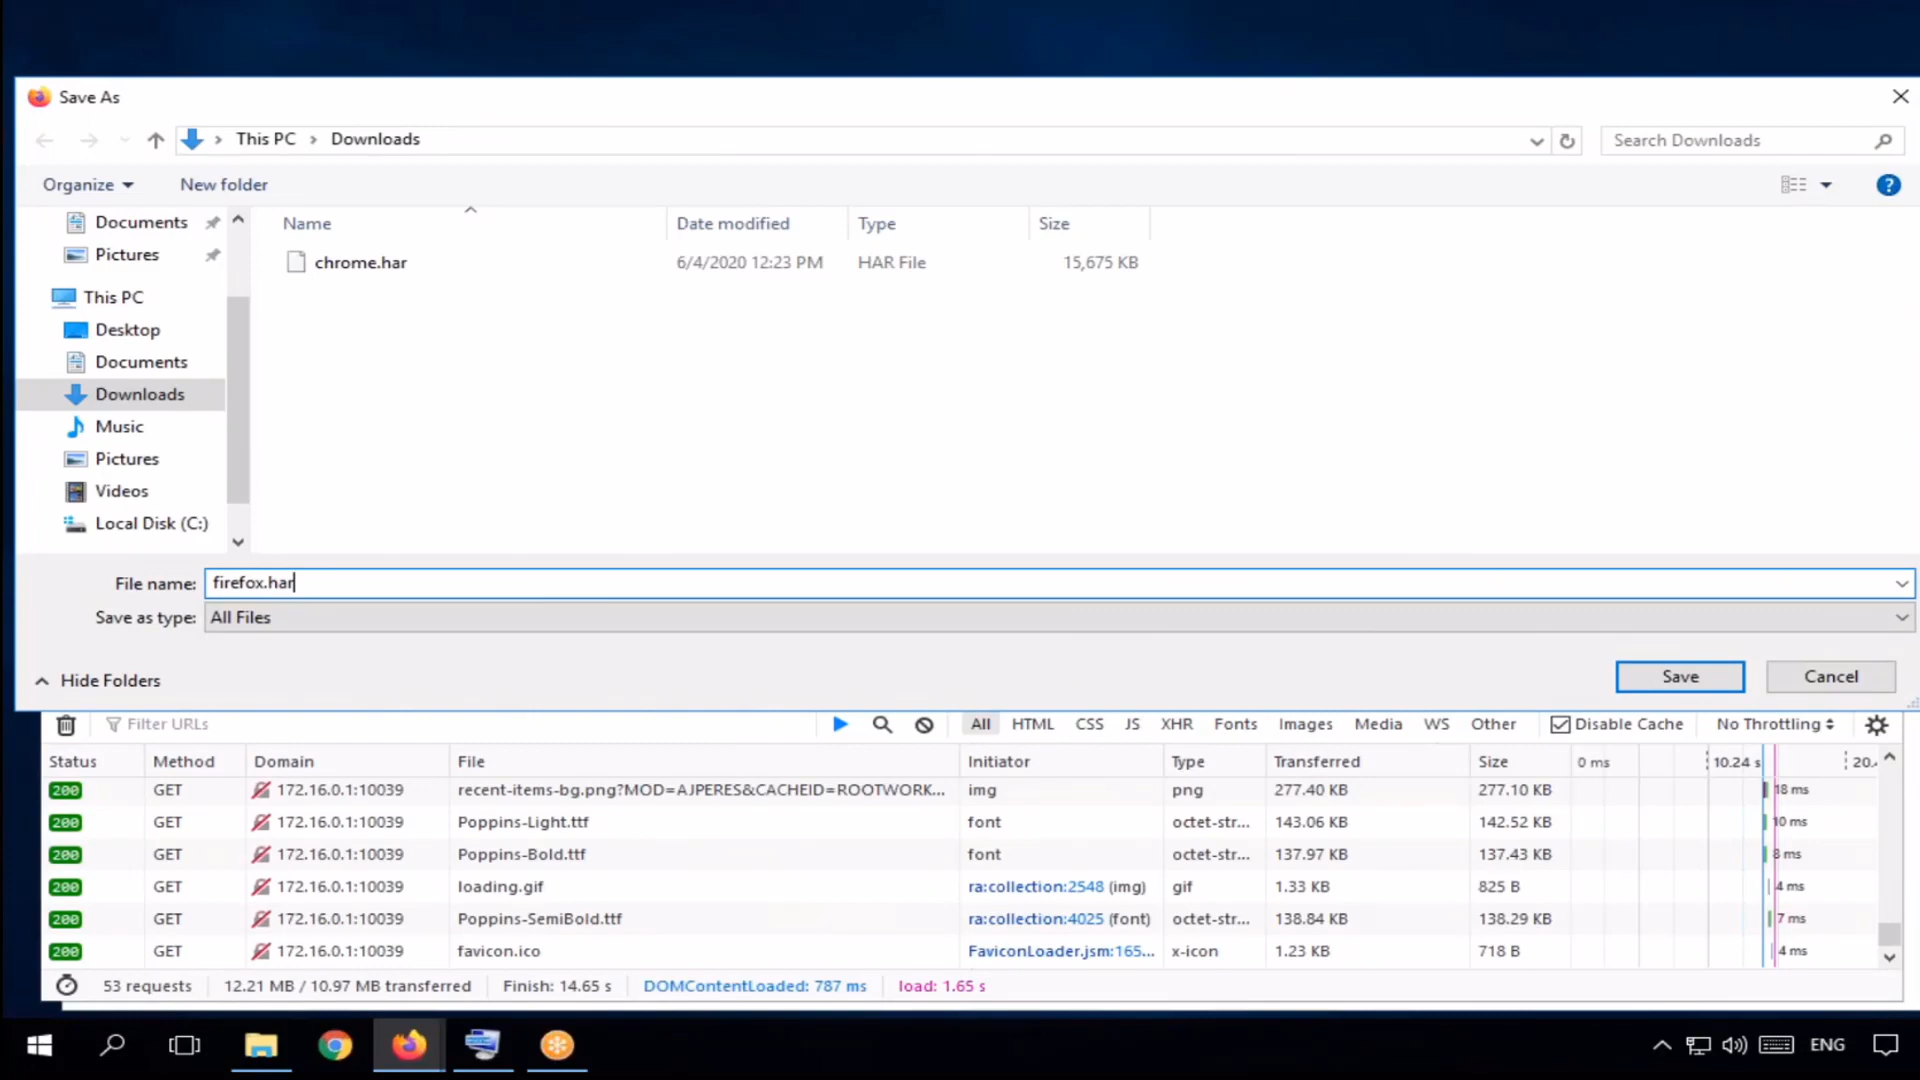 Save As
This PC > Downloads
Search Downloads
Organize
New folder
?
Name Date modified Type Size
chrome.har 6/4/2020 12:23 PM HAR File 15,675 KB
Documents
Pictures
This PC
Desktop
Documents
Downloads
Music
Pictures
Videos
Local Disk (C:)
File name: firefox.har
Save as type: All Files
Hide Folders
Save Cancel
Filter URLs All HTML CSS JS XHR Fonts Images Media WS Other Disable Cache No Throttling
Status Method Domain File Initiator Type Transferred Size 0 ms 10.24 s 20.
200 GET 172.16.0.1:10039 recent-items-bg.png?MOD=AJPERES&CACHEID=ROOTWORK... img png 277.40 KB 277.10 KB 18 ms
200 GET 172.16.0.1:10039 Poppins-Light.ttf font octet-str... 143.06 KB 142.52 KB 10 ms
200 GET 172.16.0.1:10039 Poppins-Bold.ttf font octet-str... 137.97 KB 137.43 KB 8 ms
200 GET 172.16.0.1:10039 loading.gif ra:collection:2548 (img) gif 1.33 KB 825 B 4 ms
200 GET 172.16.0.1:10039 Poppins-SemiBold.ttf ra:collection:4025 (font) octet-str... 138.84 KB 138.29 KB 7 ms
200 GET 172.16.0.1:10039 favicon.ico FaviconLoader.jsm:165... x-icon 1.23 KB 718 B 4 ms
53 requests 12.21 MB / 10.97 MB transferred Finish: 14.65 s DOMContentLoaded: 787 ms load: 1.65 s
ENG